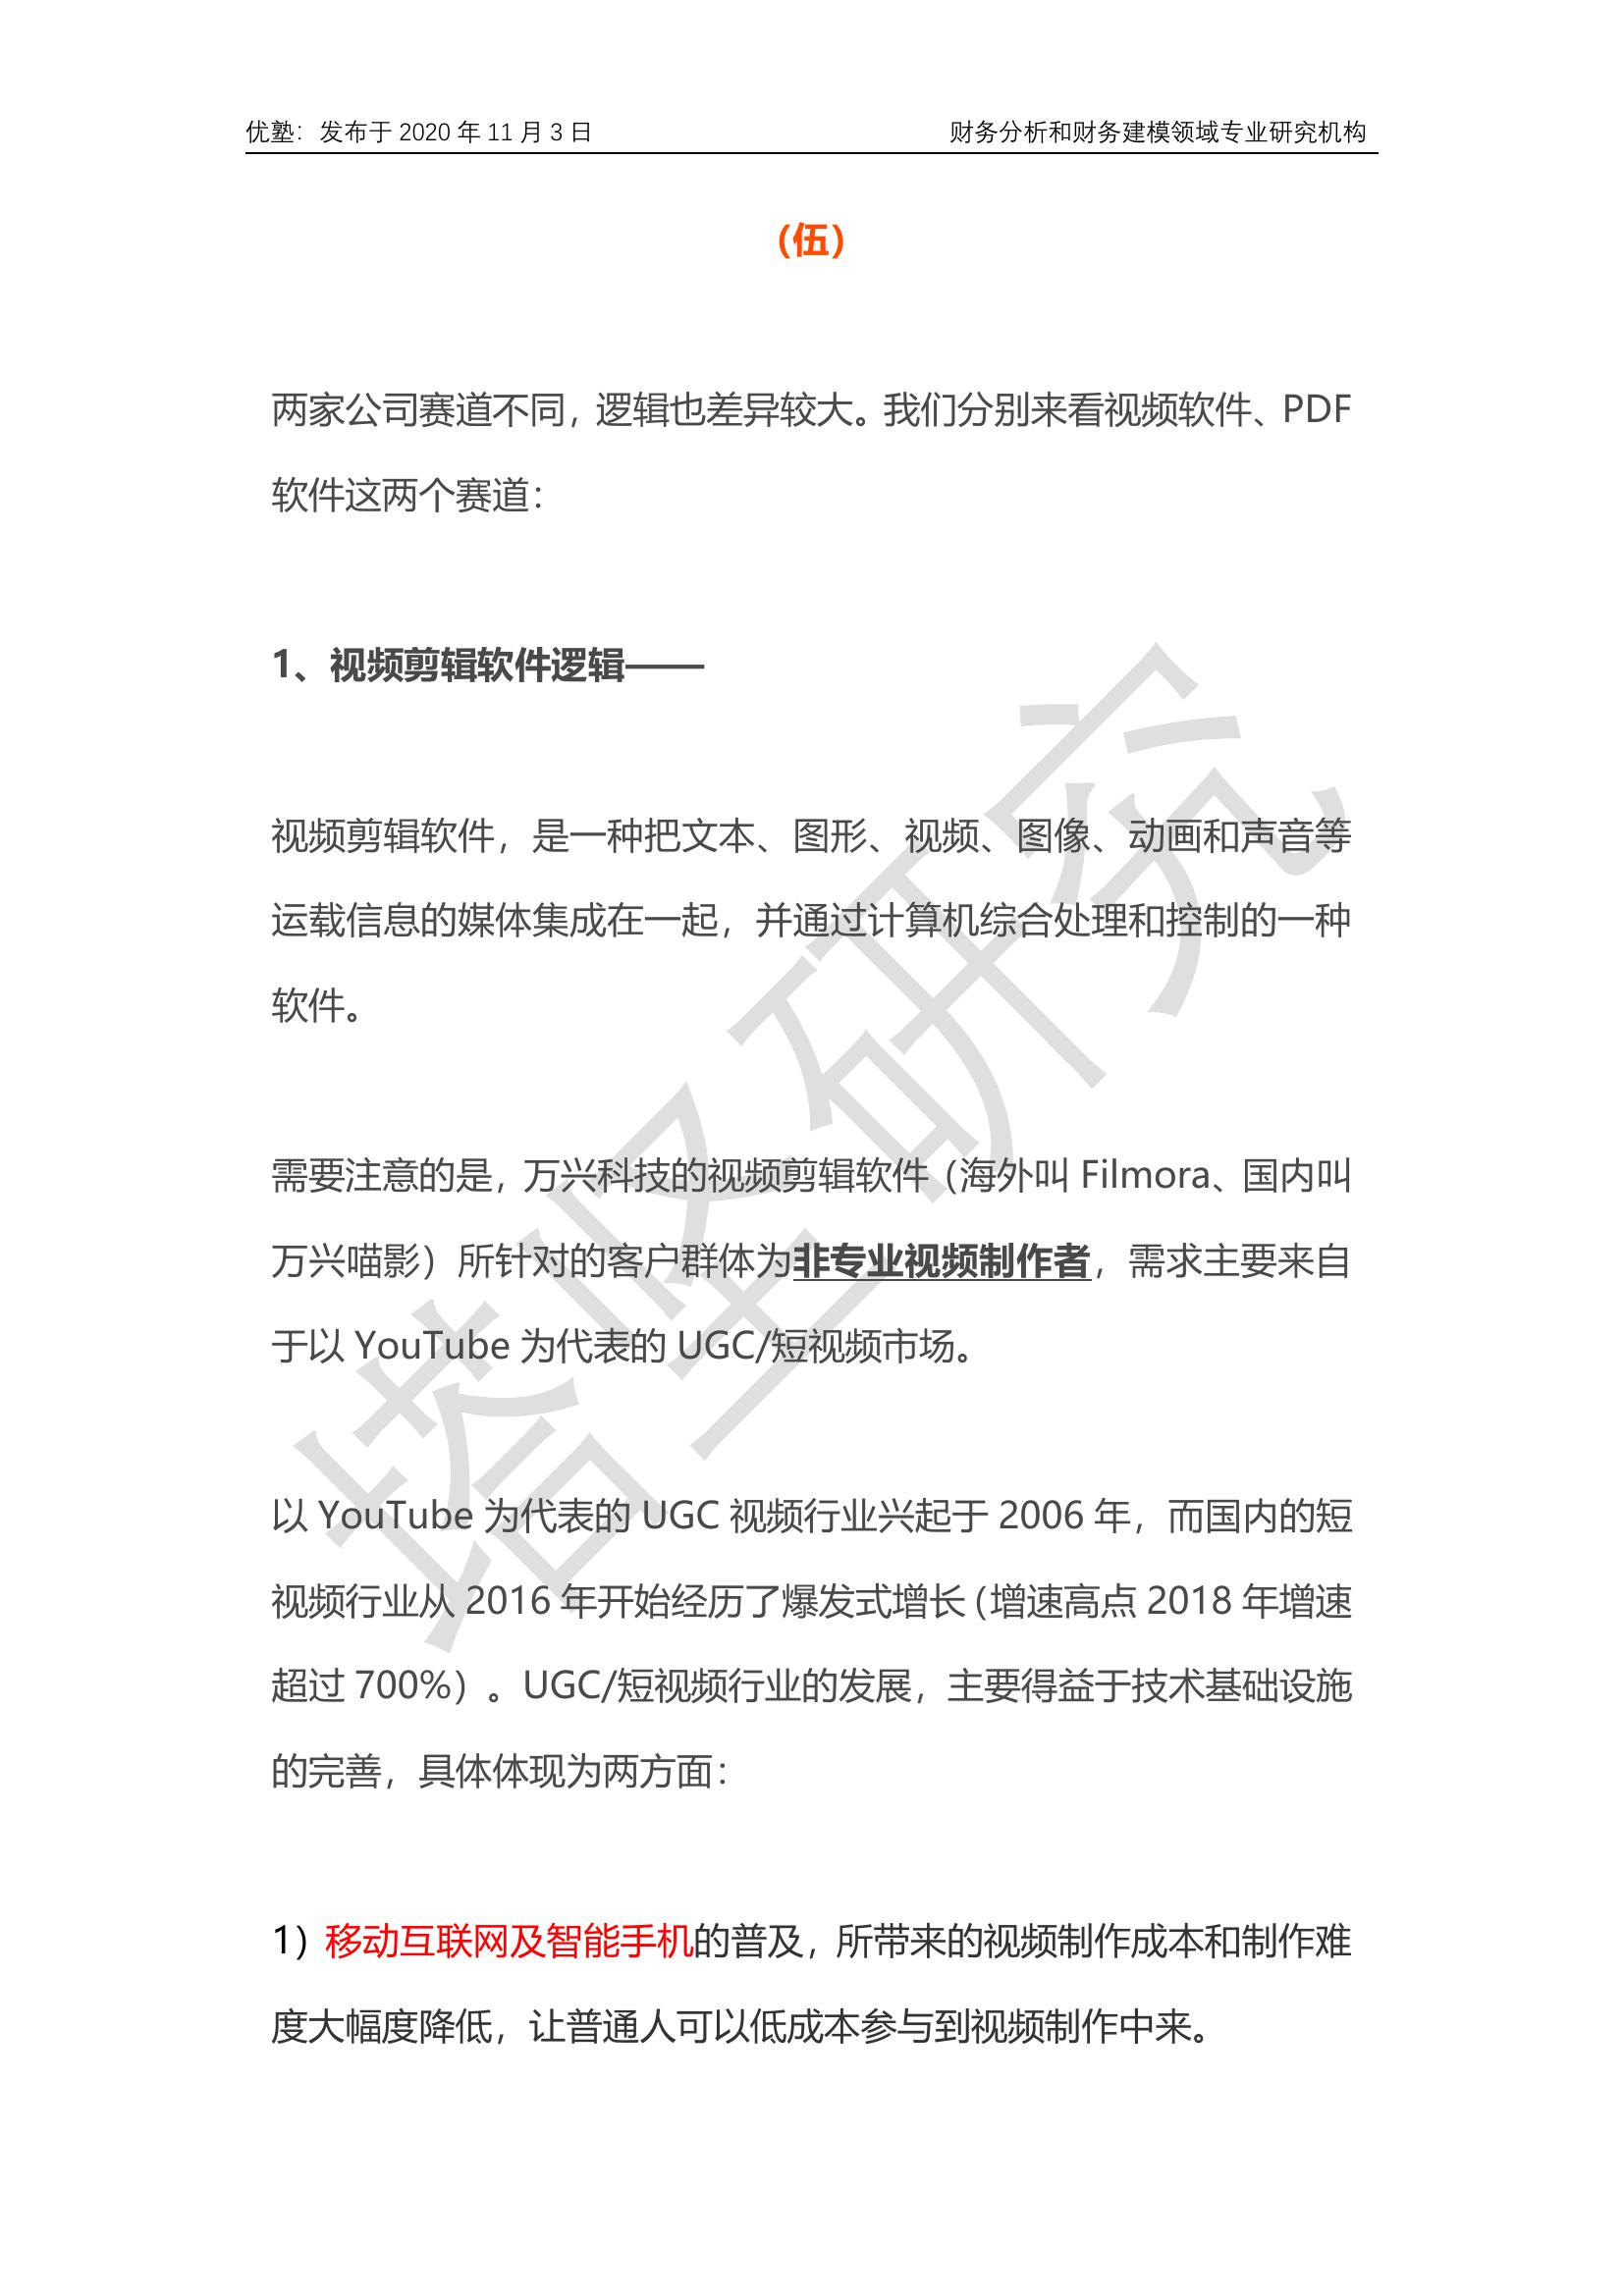 优塾：发布于 2020 年 11 月 3 日 财务分析和财务建模领域专业研究机构
（伍）
两家公司赛道不同，逻辑也差异较大。我们分别来看视频软件、PDF
软件这两个赛道：
1、视频剪辑软件逻辑——
视频剪辑软件，是一种把文本、图形、视频、图像、动画和声音等
运载信息的媒体集成在一起，并通过计算机综合处理和控制的一种
软件。
需要注意的是，万兴科技的视频剪辑软件（海外叫 Filmora、国内叫
万兴喵影）所针对的客户群体为非专业视频制作者，需求主要来自
于以 YouTube 为代表的 UGC/短视频市场。
以 YouTube 为代表的 UGC 视频行业兴起于 2006 年，而国内的短
视频行业从 2016 年开始经历了爆发式增长（增速高点 2018 年增速
超过 700%）。UGC/短视频行业的发展，主要得益于技术基础设施
的完善，具体体现为两方面：
1）移动互联网及智能手机的普及，所带来的视频制作成本和制作难
度大幅度降低，让普通人可以低成本参与到视频制作中来。
塔坚研究